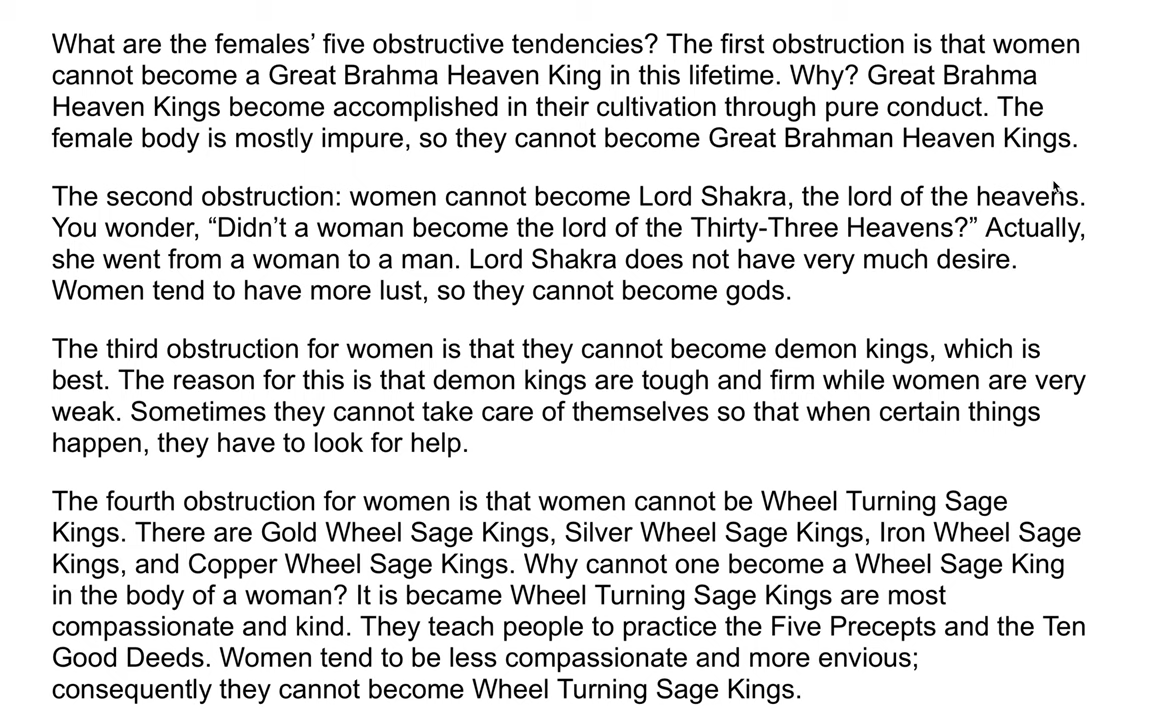 What are the females’ five obstructive tendencies? The first obstruction is that women
cannot become a Great Brahma Heaven King in this lifetime. Why? Great Brahma
Heaven Kings become accomplished in their cultivation through pure conduct. The
female body is mostly impure, so they cannot become Great Brahman Heaven Kings.
The second obstruction: women cannot become Lord Shakra, the lord of the heavens.
You wonder, “Didn’t a woman become the lord of the Thirty-Three Heavens?” Actually,
she went from a woman to a man. Lord Shakra does not have very much desire.
Women tend to have more lust, so they cannot become gods.
The third obstruction for women is that they cannot become demon kings, which is
best. The reason for this is that demon kings are tough and firm while women are very
weak. Sometimes they cannot take care of themselves so that when certain things
happen, they have to look for help.
The fourth obstruction for women is that women cannot be Wheel Turning Sage
Kings. There are Gold Wheel Sage Kings, Silver Wheel Sage Kings, Iron Wheel Sage
Kings, and Copper Wheel Sage Kings. Why cannot one become a Wheel Sage King
in the body of a woman? It is became Wheel Turning Sage Kings are most
compassionate and kind. They teach people to practice the Five Precepts and the Ten
Good Deeds. Women tend to be less compassionate and more envious;
consequently they cannot become Wheel Turning Sage Kings.